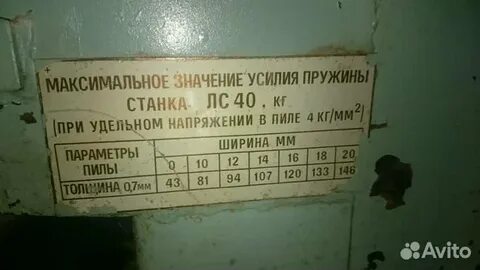 МАКСИМАЛЬНОЕ ЗНАЧЕНИЕ УСИЛИЯ ПРУЖИНЫ
СТАНКА ЛС 40, кг
(ПРИ УДЕЛЬНОМ НАПРЯЖЕНИИ В ПИЛЕ 4 КГ/ММ²)
ПАРАМЕТРЫ ПИЛЫ ШИРИНА ММ
0 10 12 14 16 18 20
ТОЛЩИНА 0,7мм 43 81 94 107 120 133 146
Avito